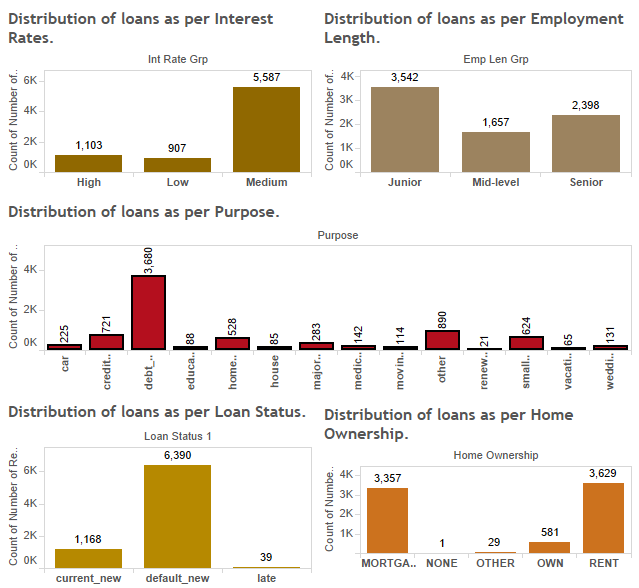 Distribution of loans as per Interest
Rates.
Int Rate Grp
Count of Number of..
6K
4K
2K
0K
1,103
907
5,587
High
Low
Medium
Distribution of loans as per Employment
Length.
Emp Len Grp
Count of Number of..
4K
3K
2K
1K
0K
3,542
1,657
2,398
Junior
Mid-level
Senior
Distribution of loans as per Purpose.
Purpose
Count of Number of ..
4K
2K
0K
225
721
3,680
88
528
85
283
142
114
890
21
624
65
131
car
credit..
debt_..
educa..
home..
house
major..
medic..
movin..
other
renew..
small..
vacati..
weddi..
Distribution of loans as per Loan Status.
Loan Status 1
Count of Number of Re..
6K
4K
2K
0K
1,168
6,390
39
current_new
default_new
late
Distribution of loans as per Home
Ownership.
Home Ownership
Count of Numbe..
4K
3K
2K
1K
3,357
1
29
581
3,629
MORTGA..
NONE
OTHER
OWN
RENT